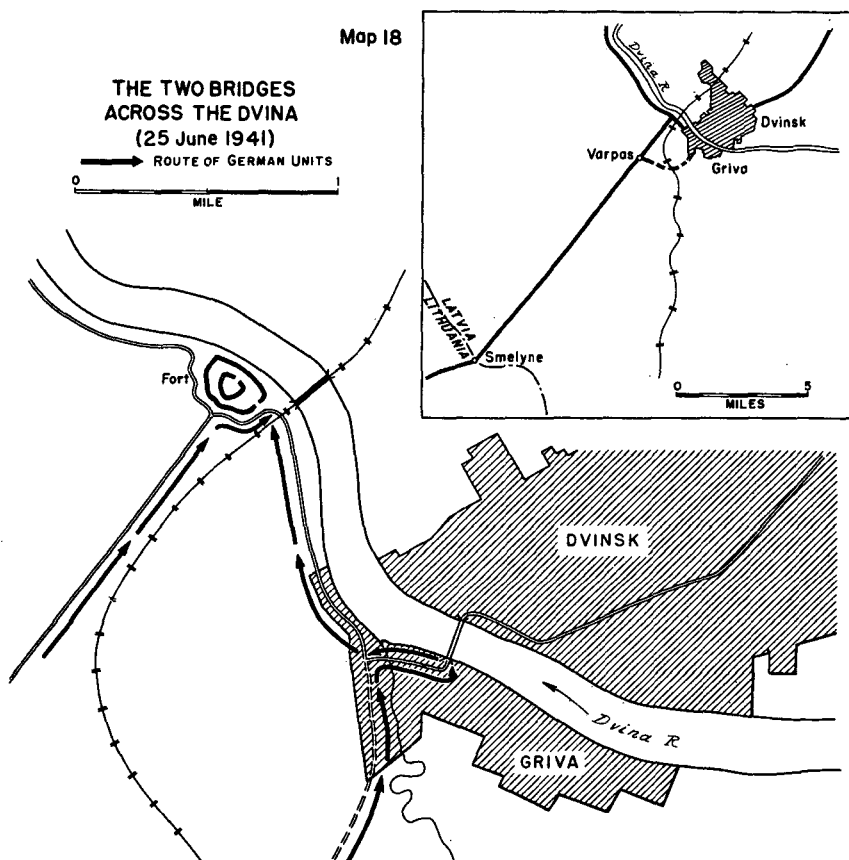 Map 18
THE TWO BRIDGES
ACROSS THE DVINA
(25 June 1941)
ROUTE OF GERMAN UNITS
0 1
MILE
Dvina R
Dvinsk
Varpas
Griva
LATVIA
LITHUANIA
Smelyne
0 5
MILES
Fort
DVINSK
Dvina R
GRIVA